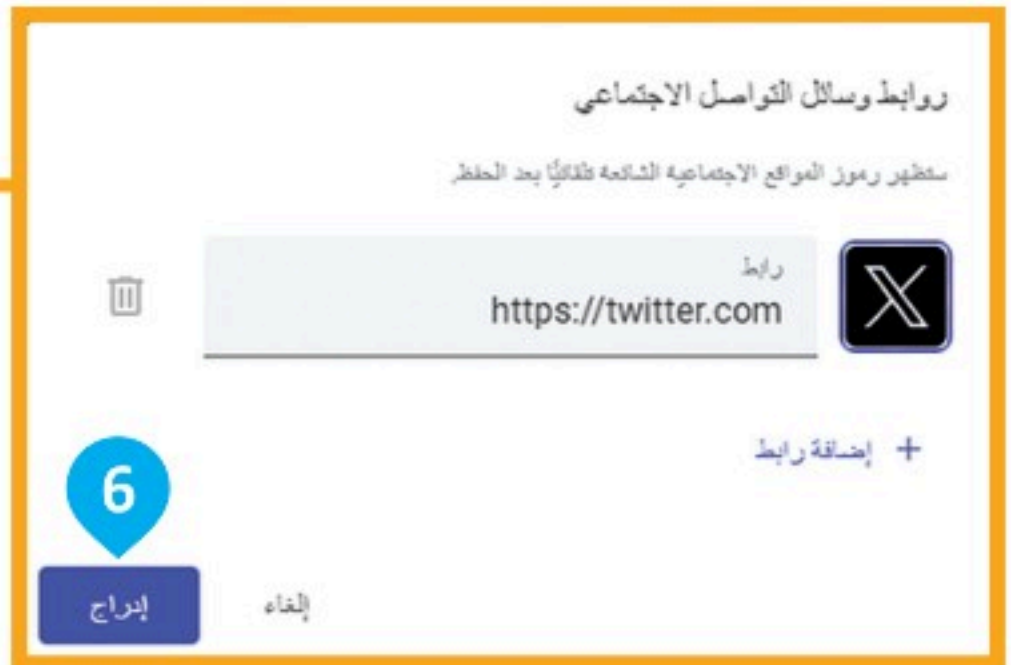 روابط وسائل التواصل الاجتماعي
ستظهر رموز المواقع الاجتماعية الشائعة تلقائيًا بعد الحفظ.
رابط
https://twitter.com
+ إضافة رابط
6
إلغاء
إدراج